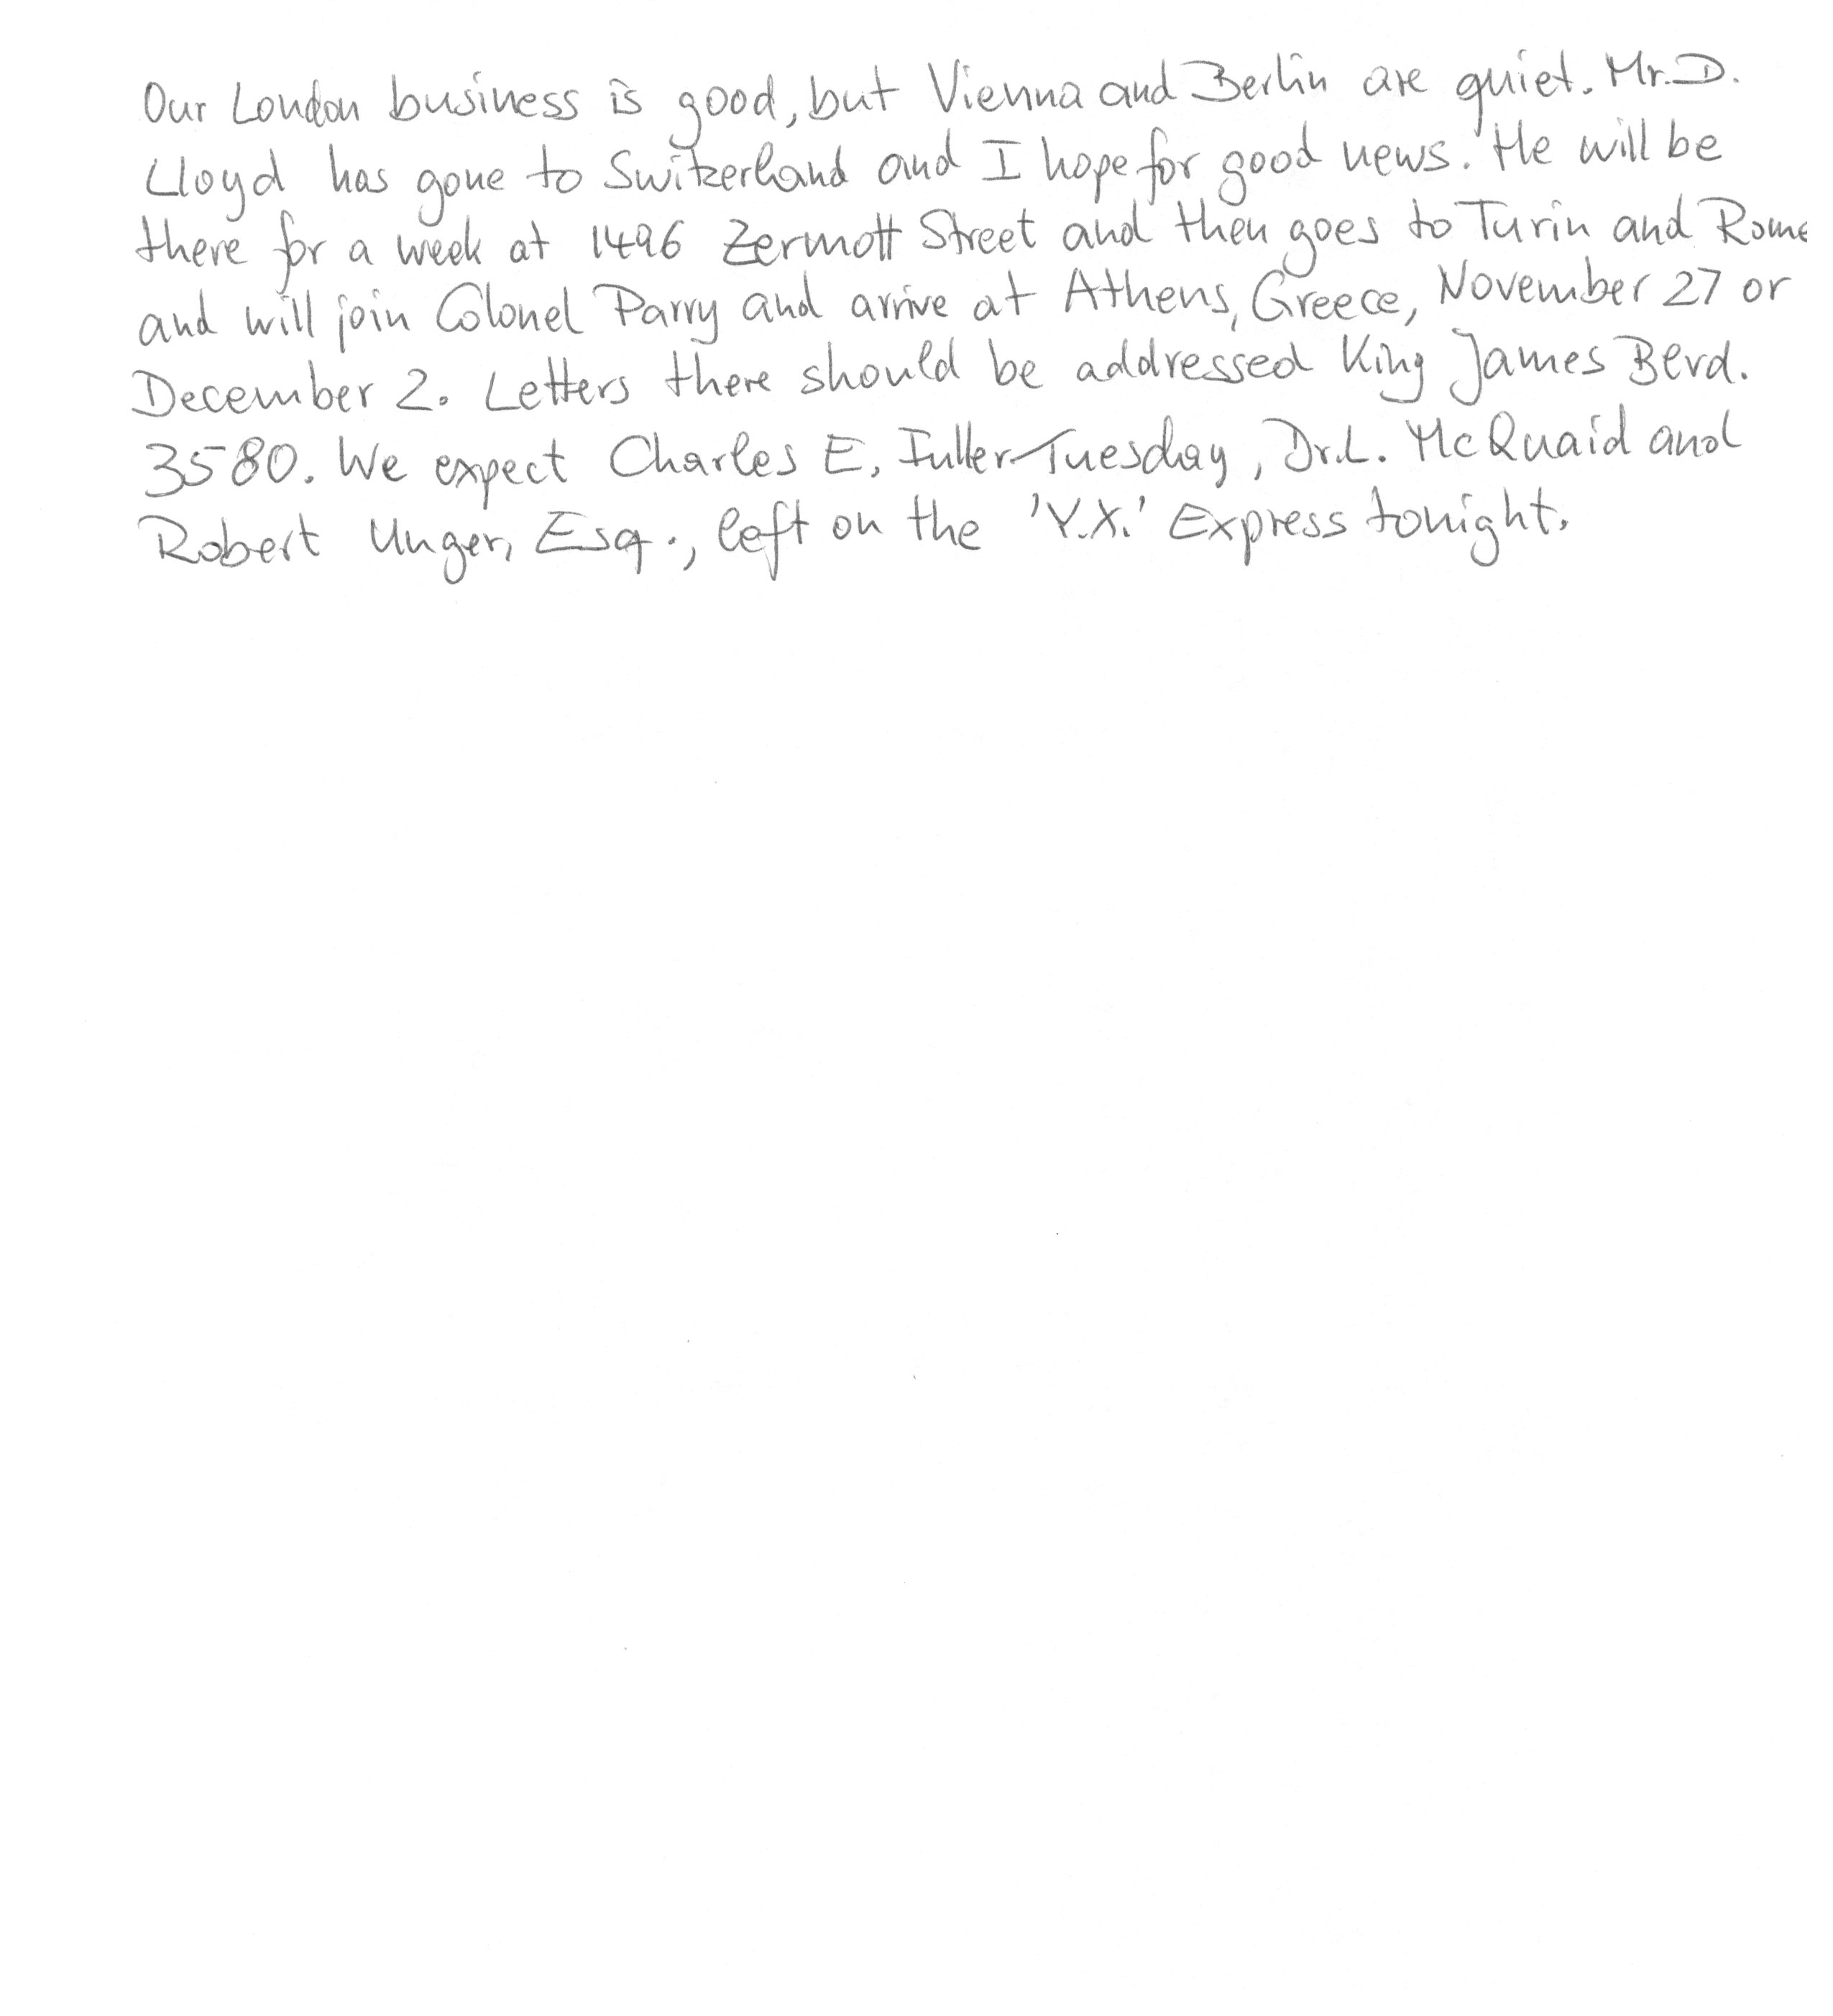 Our London business is good, but Vienna and Berlin are quiet. Mr. D.
Lloyd has gone to Switzerland and I hope for good news. He will be
there for a week at 1496 Zermott Street and then goes to Turin and Rome
and will join Colonel Parry and arrive at Athens, Greece, November 27 or
December 2. Letters there should be addressed King James Blvd.
3580. We expect Charles E. Fuller Tuesday, Dr. L. McQuaid and
Robert Unger, Esq., left on the 'Y.X.' Express tonight.